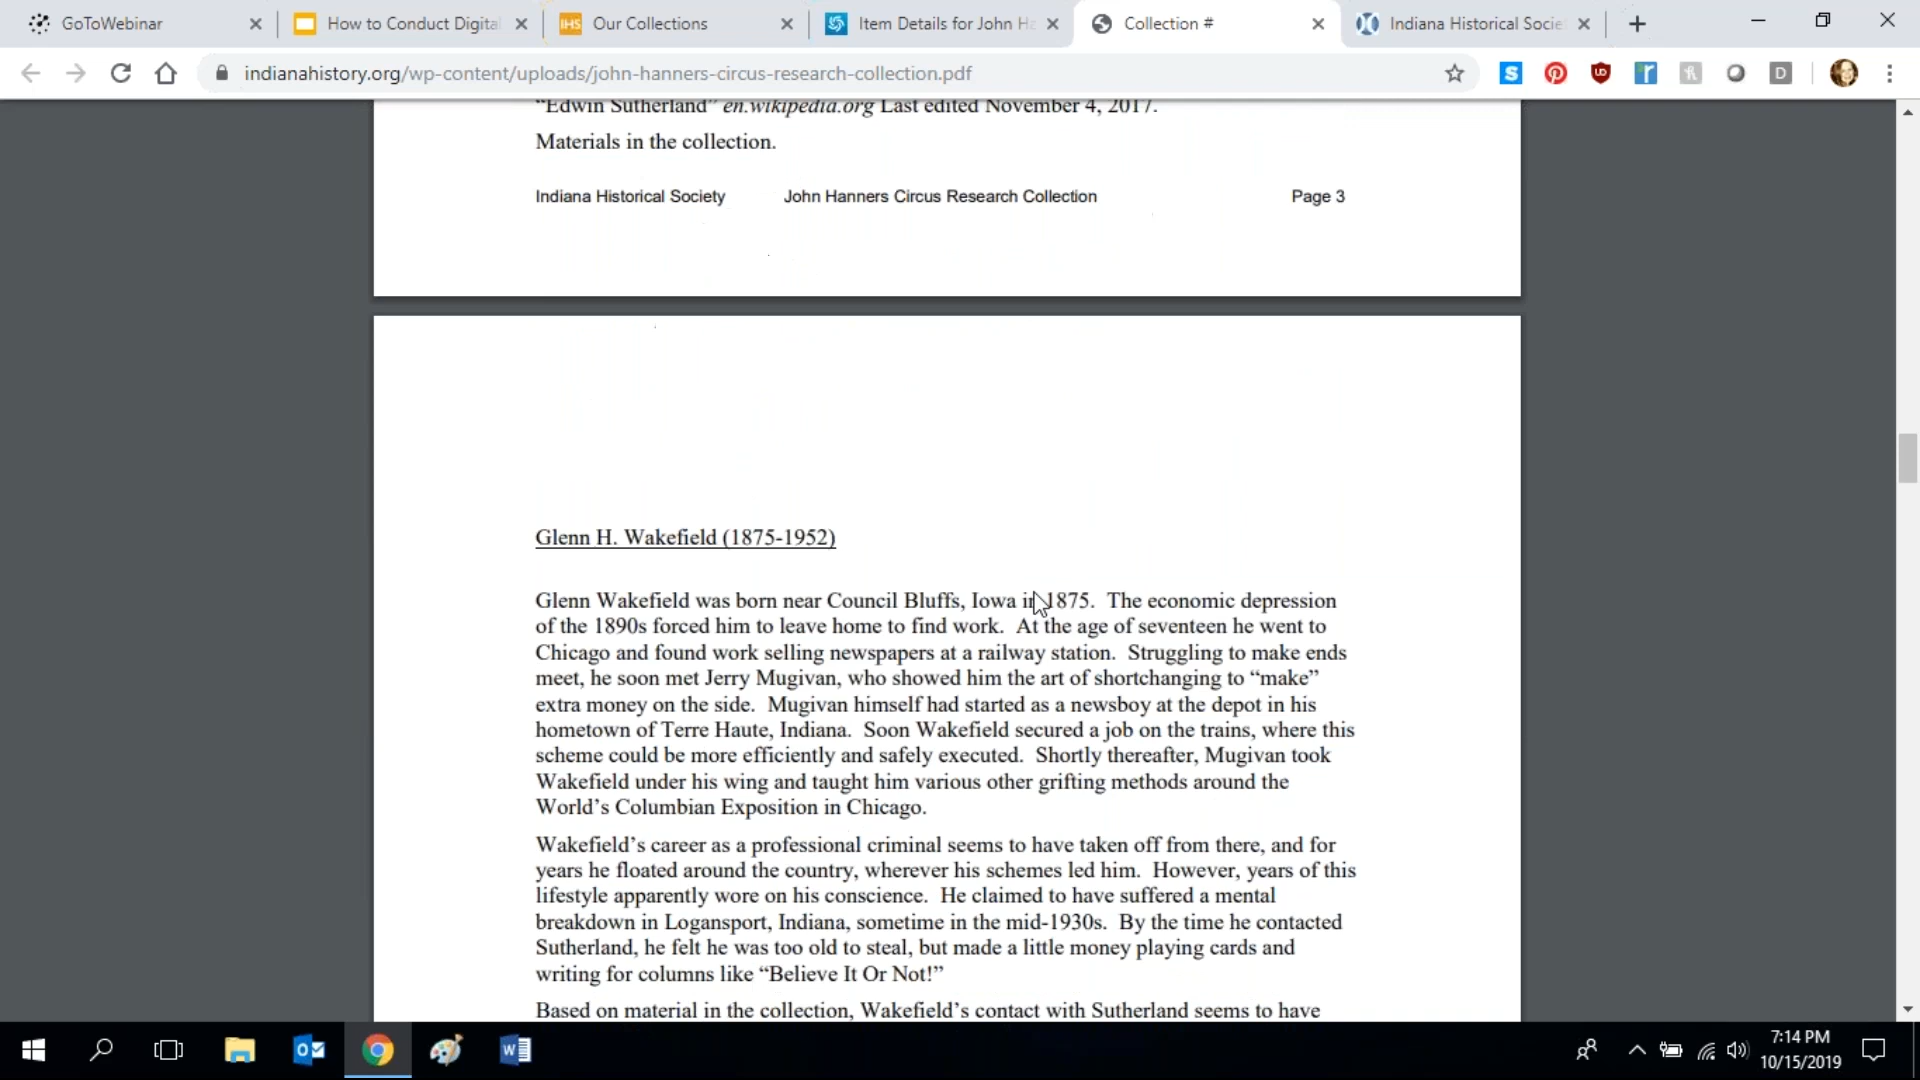 GoToWebinar
How to Conduct Digital
IHS Our Collections
Item Details for John Ha
Collection #
Indiana Historical Socie
indianahistory.org/wp-content/uploads/john-hanners-circus-research-collection.pdf
"Edwin Sutherland" en.wikipedia.org Last edited November 4, 2017.
Materials in the collection.
Indiana Historical Society John Hanners Circus Research Collection Page 3
Glenn H. Wakefield (1875-1952)
Glenn Wakefield was born near Council Bluffs, Iowa in 1875. The economic depression
of the 1890s forced him to leave home to find work. At the age of seventeen he went to
Chicago and found work selling newspapers at a railway station. Struggling to make ends
meet, he soon met Jerry Mugivan, who showed him the art of shortchanging to “make”
extra money on the side. Mugivan himself had started as a newsboy at the depot in his
hometown of Terre Haute, Indiana. Soon Wakefield secured a job on the trains, where this
scheme could be more efficiently and safely executed. Shortly thereafter, Mugivan took
Wakefield under his wing and taught him various other grifting methods around the
World’s Columbian Exposition in Chicago.
Wakefield’s career as a professional criminal seems to have taken off from there, and for
years he floated around the country, wherever his schemes led him. However, years of this
lifestyle apparently wore on his conscience. He claimed to have suffered a mental
breakdown in Logansport, Indiana, sometime in the mid-1930s. By the time he contacted
Sutherland, he felt he was too old to steal, but made a little money playing cards and
writing for columns like “Believe It Or Not!”
Based on material in the collection, Wakefield’s contact with Sutherland seems to have
7:14 PM
10/15/2019